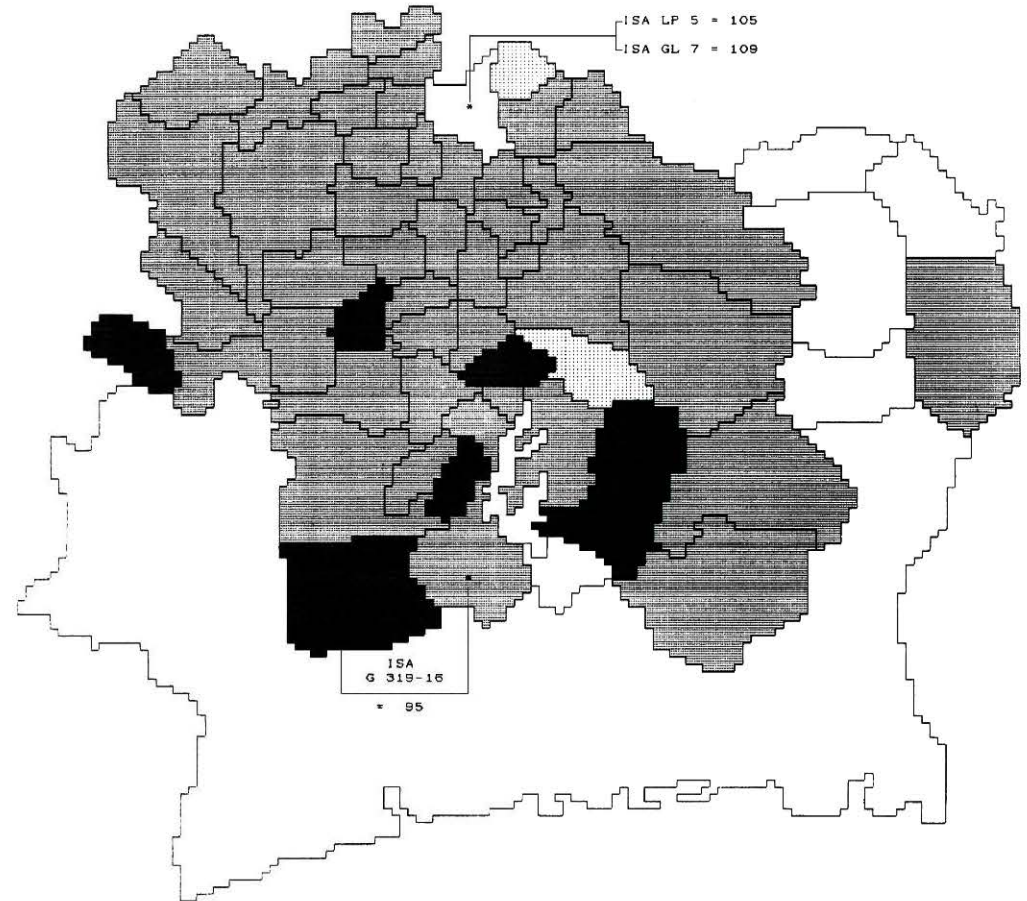 ISA LP 5 = 105
ISA GL 7 = 109
*
ISA
G 319-16
* 95